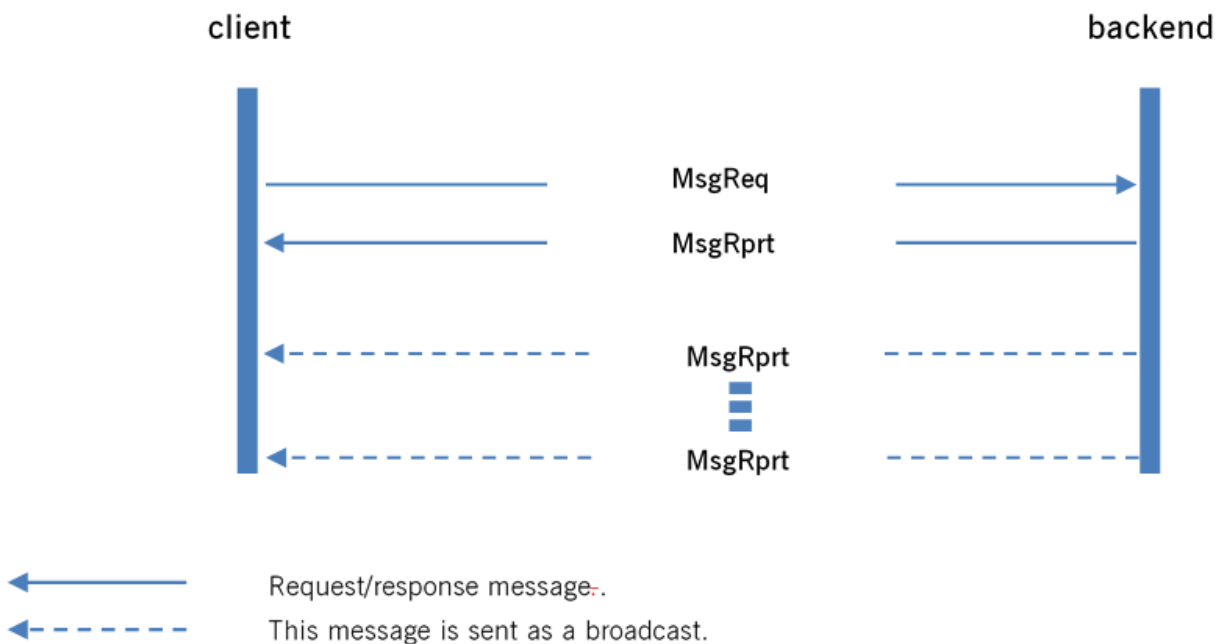 client
backend
MsgReq
MsgRprt
MsgRprt
MsgRprt
Request/response message..
This message is sent as a broadcast.